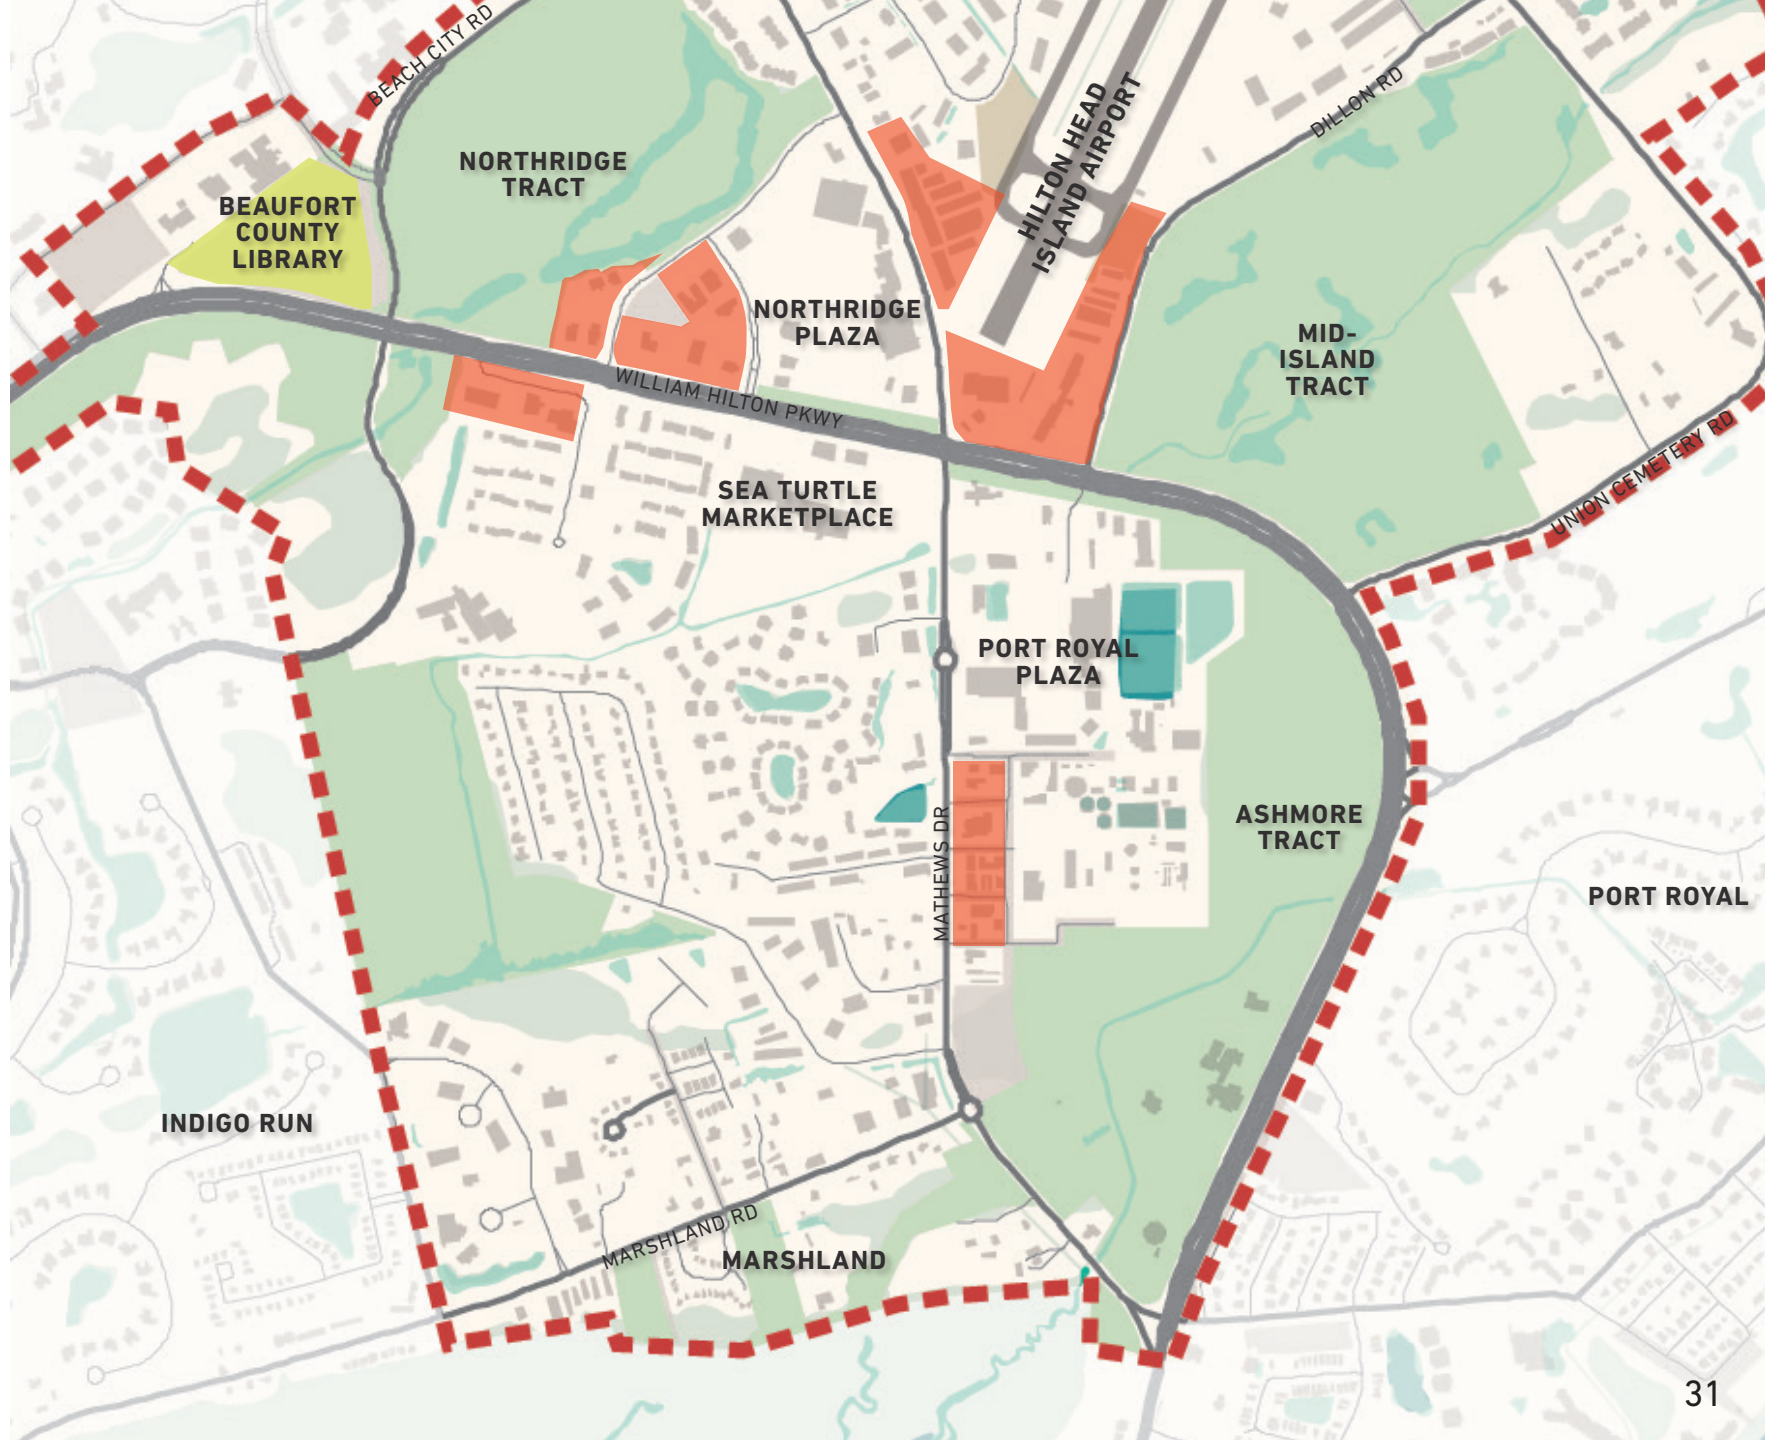 BEACH CITY RD
HILTON HEAD
ISLAND AIRPORT
DILLON RD
NORTHRIDGE
TRACT
BEAUFORT
COUNTY
LIBRARY
NORTHRIDGE
PLAZA
MID-
ISLAND
TRACT
WILLIAM HILTON PKWY
UNION CEMETERY RD
SEA TURTLE
MARKETPLACE
PORT ROYAL
PLAZA
MATHEWS DR
ASHMORE
TRACT
PORT ROYAL
INDIGO RUN
MARSHLAND RD
MARSHLAND
31